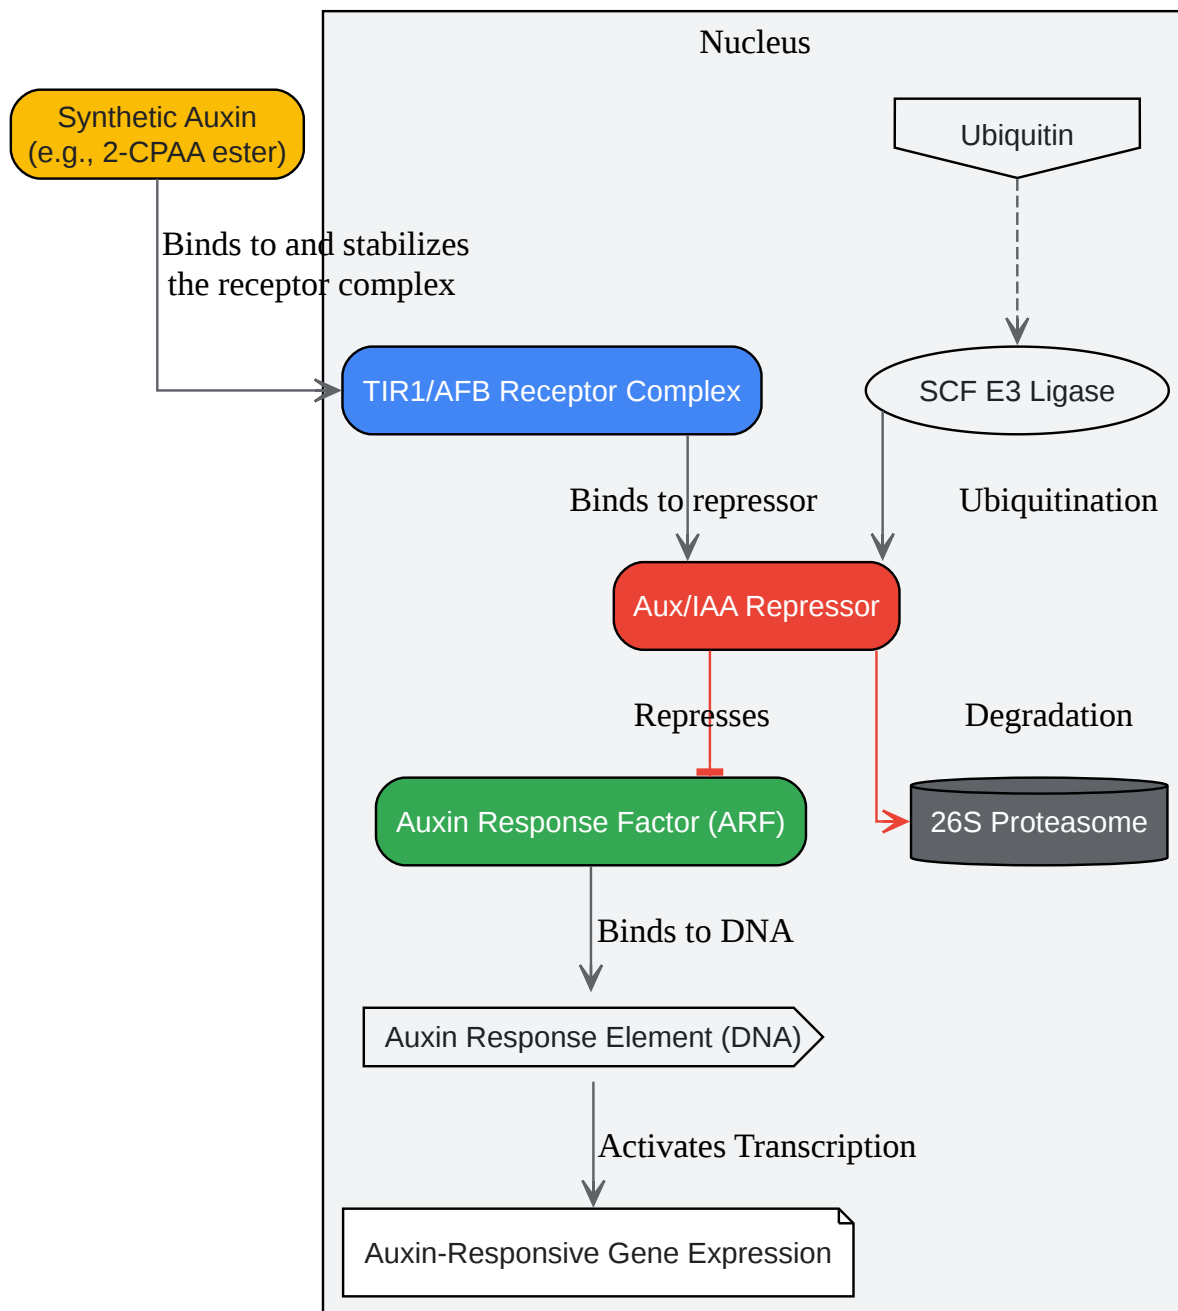 Nucleus
Synthetic Auxin
(e.g., 2-CPAA ester)
Ubiquitin
Binds to and stabilizes
the receptor complex
TIR1/AFB Receptor Complex
SCF E3 Ligase
Binds to repressor
Ubiquitination
Aux/IAA Repressor
Represses
Degradation
Auxin Response Factor (ARF)
26S Proteasome
Binds to DNA
Auxin Response Element (DNA)
Activates Transcription
Auxin-Responsive Gene Expression